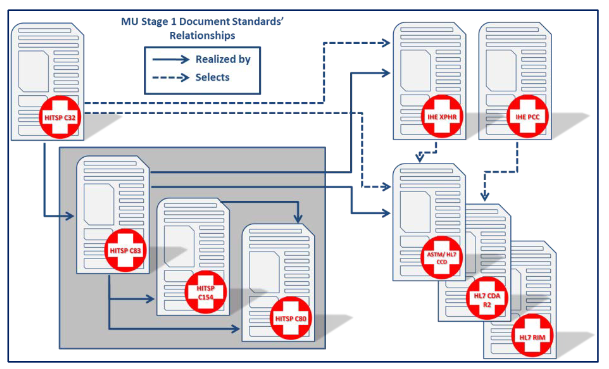 MU Stage 1 Document Standards'
Relationships
Realized by
Selects
HITSP C32
IHE XPHR
IHE PCC
HITSP C83
HITSP
C154
HITSP C80
ASTM/ HL7
CCD
HL7 CDA
R2
HL7 RIM